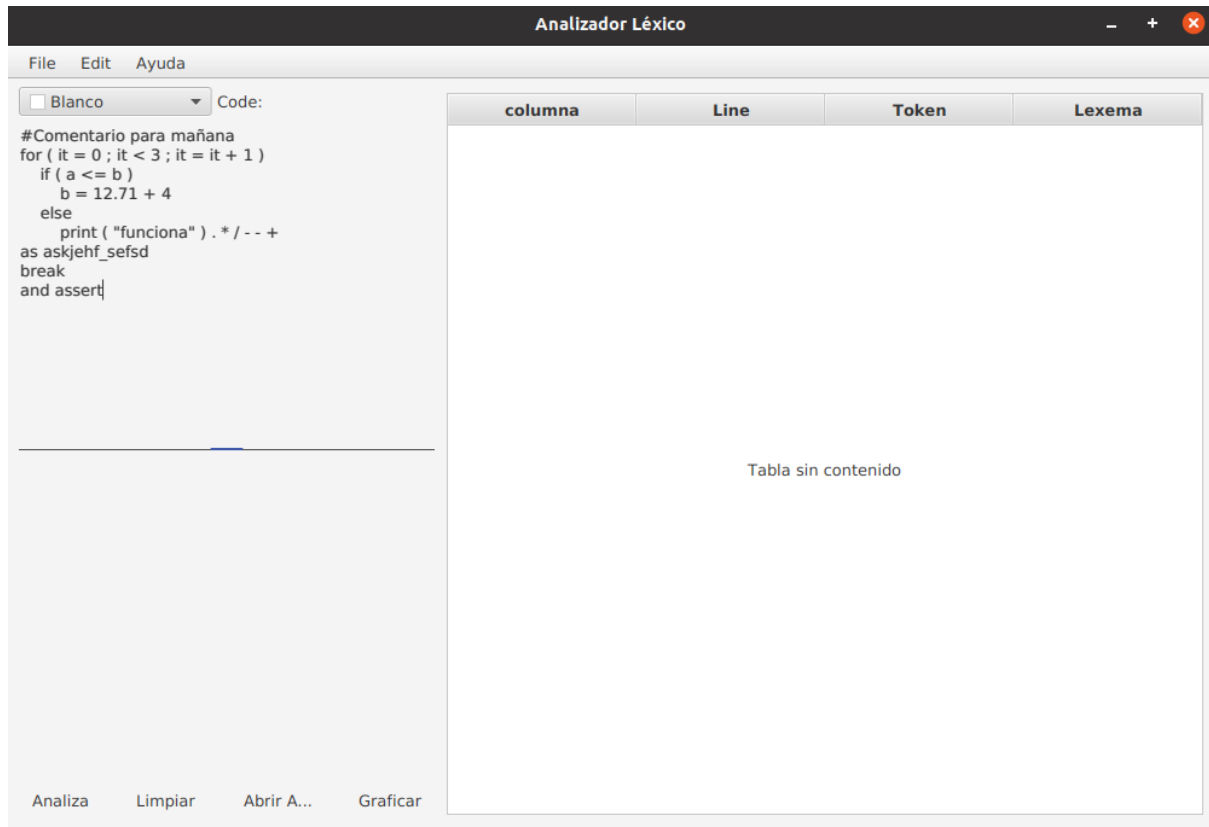 Analizador Léxico
File Edit Ayuda
Blanco Code:
#Comentario para mañana
for ( it = 0 ; it < 3 ; it = it + 1 )
if ( a <= b )
b = 12.71 + 4
else
print ( "funciona" ) . * / - - +
as askjehf_sefsd
break
and assert
columna Line Token Lexema
Tabla sin contenido
Analiza Limpiar Abrir A... Graficar